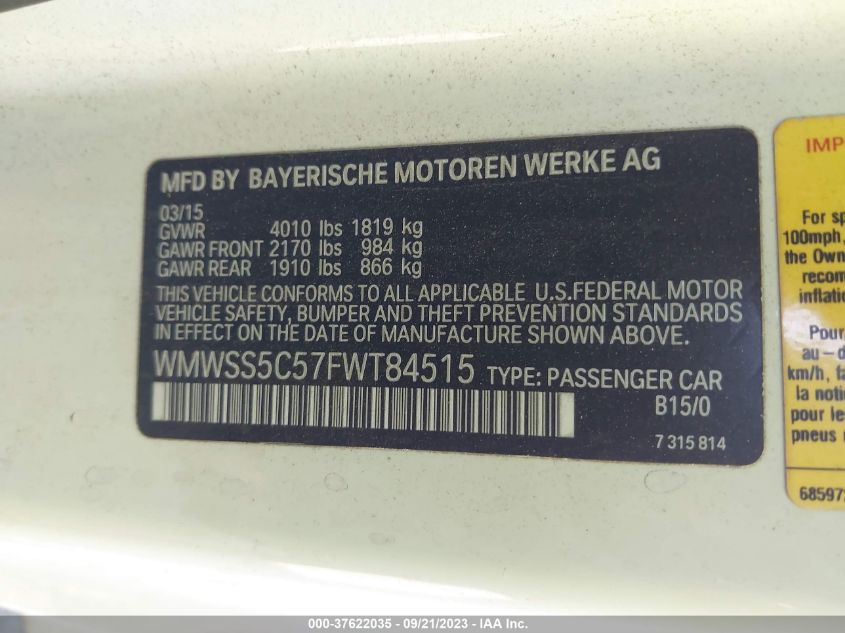 MFD BY BAYERISCHE MOTOREN WERKE AG
03/15
GVWR 4010 lbs 1819 kg
GAWR FRONT 2170 lbs 984 kg
GAWR REAR 1910 lbs 866 kg
THIS VEHICLE CONFORMS TO ALL APPLICABLE U.S.FEDERAL MOTOR
VEHICLE SAFETY, BUMPER AND THEFT PREVENTION STANDARDS
IN EFFECT ON THE DATE OF MANUFACTURE SHOWN ABOVE.
WMWSS5C57FWT84515 TYPE: PASSENGER CAR
B15/0
7 315 814
IMP
For sp
100mph,
the Own
recom
inflatio
Pour
au – d
km/h, fa
la notic
pour le
pneus
68597
000-37622035 - 09/21/2023 - IAA Inc.